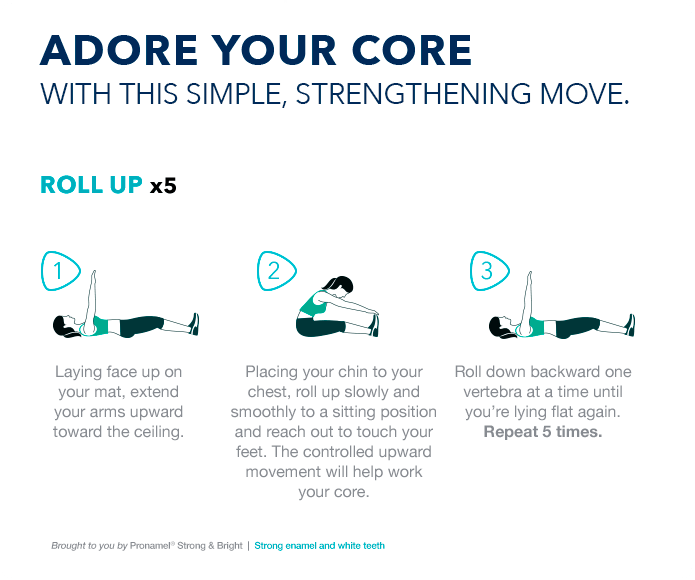 ADORE YOUR CORE
WITH THIS SIMPLE, STRENGTHENING MOVE.
ROLL UP x5
1
Laying face up on
your mat, extend
your arms upward
toward the ceiling.
2
Placing your chin to your
chest, roll up slowly and
smoothly to a sitting position
and reach out to touch your
feet. The controlled upward
movement will help work
your core.
3
Roll down backward one
vertebra at a time until
you’re lying flat again.
Repeat 5 times.
Brought to you by Pronamel® Strong & Bright | Strong enamel and white teeth